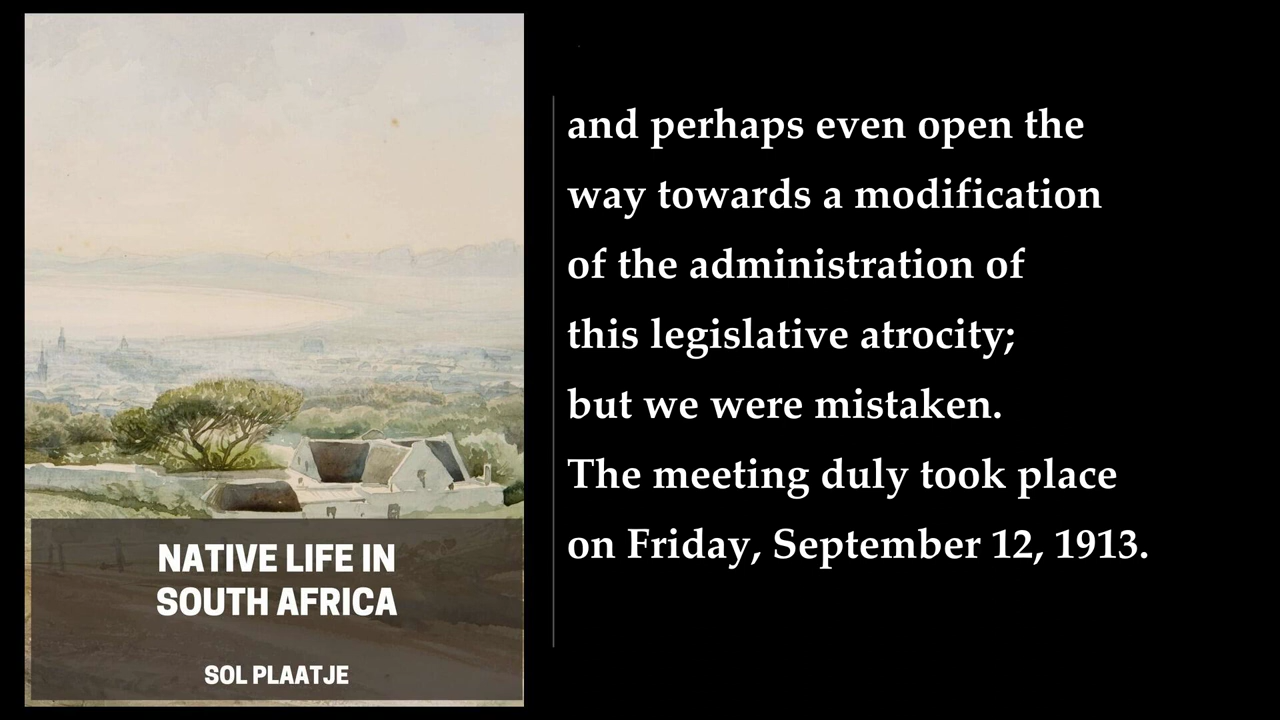 NATIVE LIFE IN
SOUTH AFRICA
SOL PLAATJE
and perhaps even open the
way towards a modification
of the administration of
this legislative atrocity;
but we were mistaken.
The meeting duly took place
on Friday, September 12, 1913.